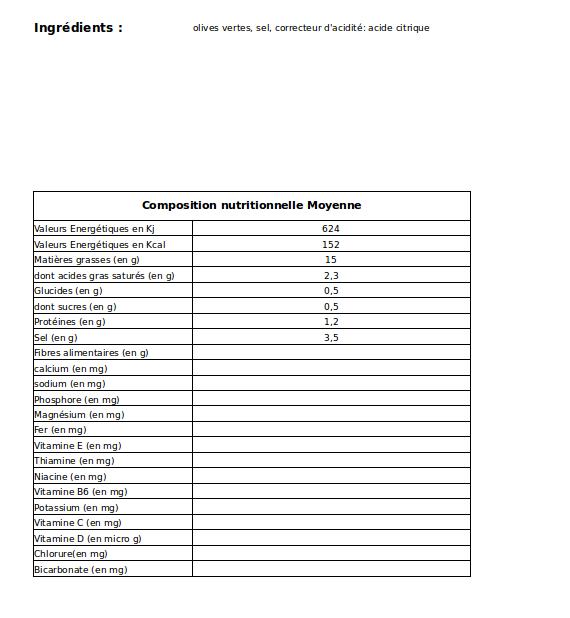 Ingrédients : olives vertes, sel, correcteur d'acidité: acide citrique
Composition nutritionnelle Moyenne
Valeurs Energétiques en Kj 624
Valeurs Energétiques en Kcal 152
Matières grasses (en g) 15
dont acides gras saturés (en g) 2,3
Glucides (en g) 0,5
dont sucres (en g) 0,5
Protéines (en g) 1,2
Sel (en g) 3,5
Fibres alimentaires (en g)
calcium (en mg)
sodium (en mg)
Phosphore (en mg)
Magnésium (en mg)
Fer (en mg)
Vitamine E (en mg)
Thiamine (en mg)
Niacine (en mg)
Vitamine B6 (en mg)
Potassium (en mg)
Vitamine C (en mg)
Vitamine D (en micro g)
Chlorure(en mg)
Bicarbonate (en mg)